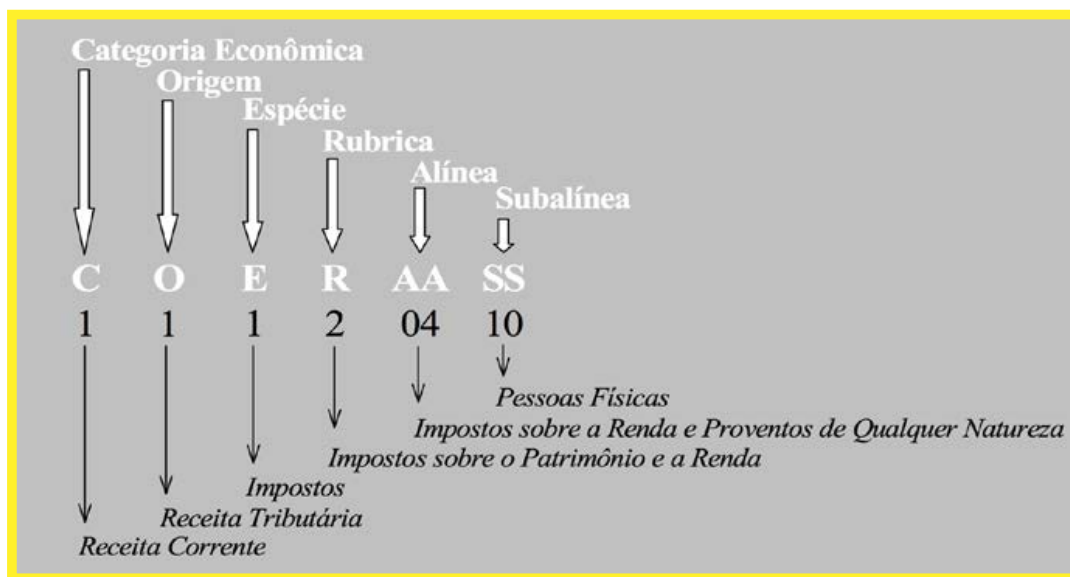 Categoria Econômica
Origem
Espécie
Rubrica
Alínea
Subalínea
C O E R AA SS
1 1 1 2 04 10
Pessoas Físicas
Impostos sobre a Renda e Proventos de Qualquer Natureza
Impostos sobre o Patrimônio e a Renda
Impostos
Receita Tributária
Receita Corrente